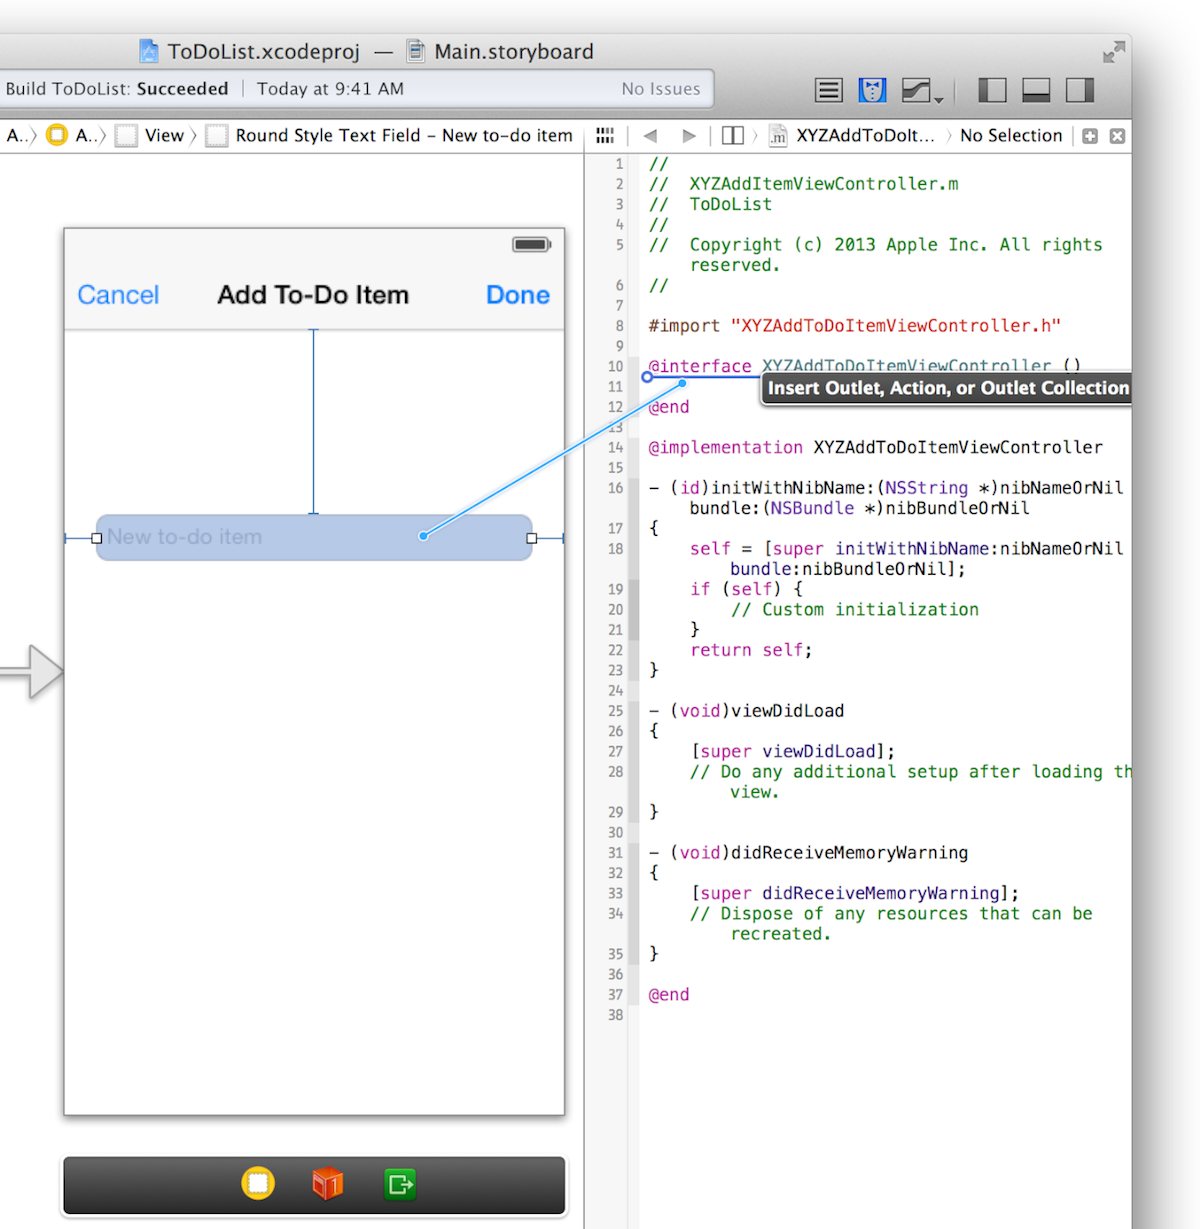 ToDoList.xcodeproj — Main.storyboard
Build ToDoList: Succeeded | Today at 9:41 AM No Issues
A..〉 A..〉 View 〉 Round Style Text Field – New to-do item
.m XYZAddToDoIt... 〉 No Selection
Cancel Add To-Do Item Done
New to-do item
1 //
2 // XYZAddItemViewController.m
3 // ToDoList
4 //
5 // Copyright (c) 2013 Apple Inc. All rights
reserved.
6 //
7
8 #import "XYZAddToDoItemViewController.h"
9
10 @interface XYZAddToDoItemViewController ()
Insert Outlet, Action, or Outlet Collection
11
12 @end
13
14 @implementation XYZAddToDoItemViewController
15
16 - (id)initWithNibName:(NSString *)nibNameOrNil
bundle:(NSBundle *)nibBundleOrNil
17 {
18 self = [super initWithNibName:nibNameOrNil
bundle:nibBundleOrNil];
19 if (self) {
20 // Custom initialization
21 }
22 return self;
23 }
24
25 - (void)viewDidLoad
26 {
27 [super viewDidLoad];
28 // Do any additional setup after loading th
view.
29 }
30
31 - (void)didReceiveMemoryWarning
32 {
33 [super didReceiveMemoryWarning];
34 // Dispose of any resources that can be
recreated.
35 }
36
37 @end
38